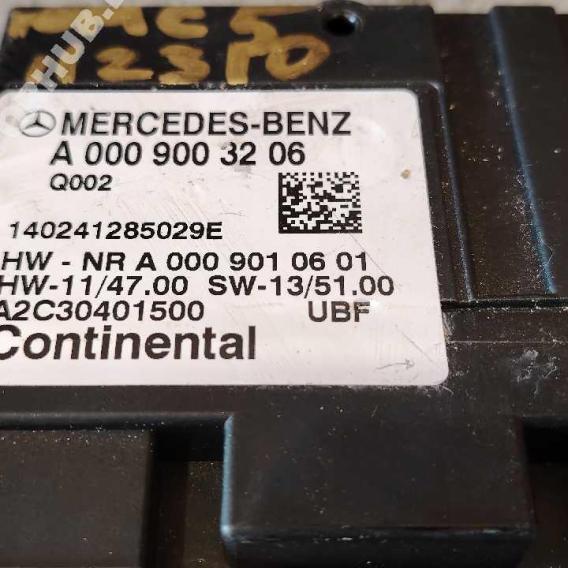 MERCEDES-BENZ
A 000 900 32 06
Q002
140241285029E
HW - NR A 000 901 06 01
HW-11/47.00 SW-13/51.00
A2C30401500 UBF
Continental